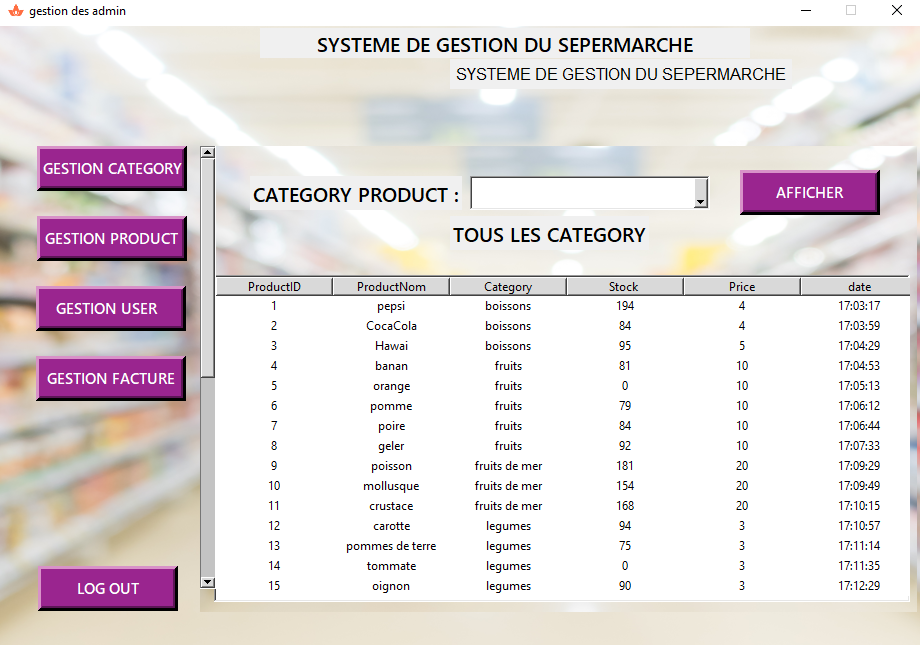 gestion des admin
SYSTEME DE GESTION DU SEPERMARCHE
SYSTEME DE GESTION DU SEPERMARCHE
GESTION CATEGORY
GESTION PRODUCT
GESTION USER
GESTION FACTURE
LOG OUT
CATEGORY PRODUCT :
AFFICHER
TOUS LES CATEGORY
ProductID ProductNom Category Stock Price date
1 pepsi boissons 194 4 17:03:17
2 CocaCola boissons 84 4 17:03:59
3 Hawai boissons 95 5 17:04:29
4 banan fruits 81 10 17:04:53
5 orange fruits 0 10 17:05:13
6 pomme fruits 79 10 17:06:12
7 poire fruits 84 10 17:06:44
8 geler fruits 92 10 17:07:33
9 poisson fruits de mer 181 20 17:09:29
10 mollusque fruits de mer 154 20 17:09:49
11 crustace fruits de mer 168 20 17:10:15
12 carotte legumes 94 3 17:10:57
13 pommes de terre legumes 75 3 17:11:14
14 tommate legumes 0 3 17:11:35
15 oignon legumes 90 3 17:12:29